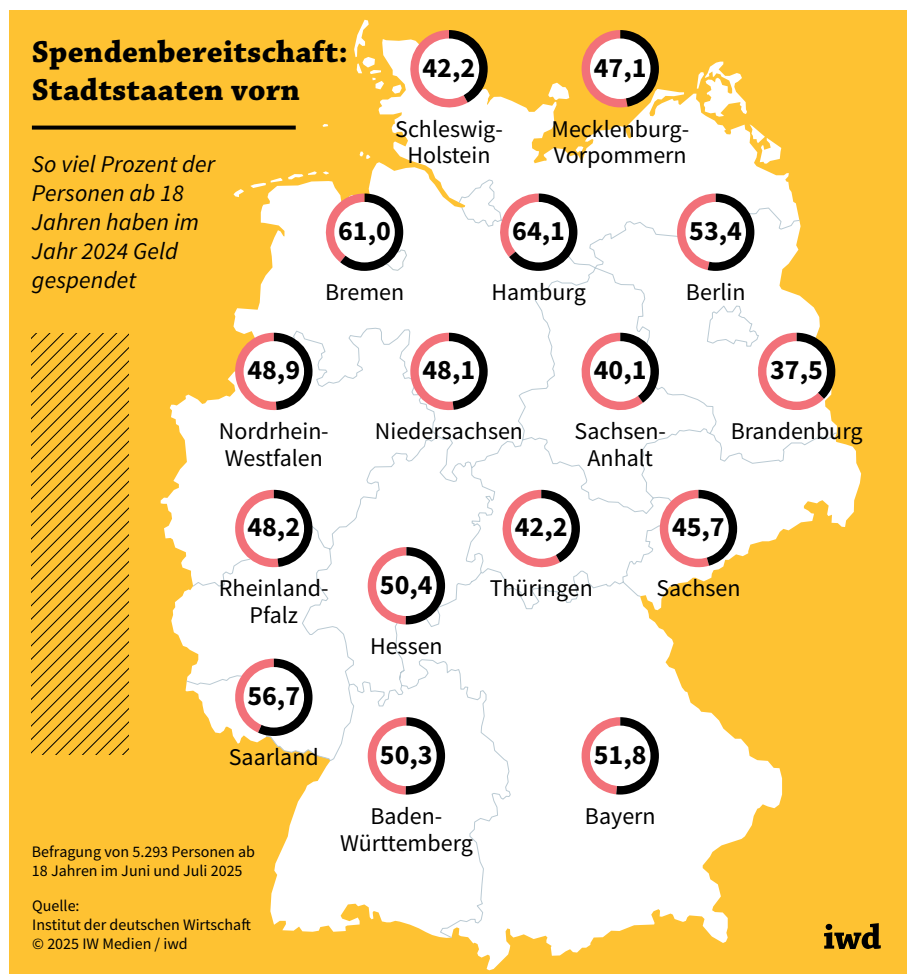 Spendenbereitschaft:
Stadtstaaten vorn
So viel Prozent der
Personen ab 18
Jahren haben im
Jahr 2024 Geld
gespendet
42,2
Schleswig-
Holstein
47,1
Mecklenburg-
Vorpommern
61,0
Bremen
64,1
Hamburg
53,4
Berlin
48,9
Nordrhein-
Westfalen
48,1
Niedersachsen
40,1
Sachsen-
Anhalt
37,5
Brandenburg
48,2
Rheinland-
Pfalz
50,4
Hessen
42,2
Thüringen
45,7
Sachsen
56,7
Saarland
50,3
Baden-
Württemberg
51,8
Bayern
Befragung von 5.293 Personen ab
18 Jahren im Juni und Juli 2025
Quelle:
Institut der deutschen Wirtschaft
© 2025 IW Medien / iwd
iwd